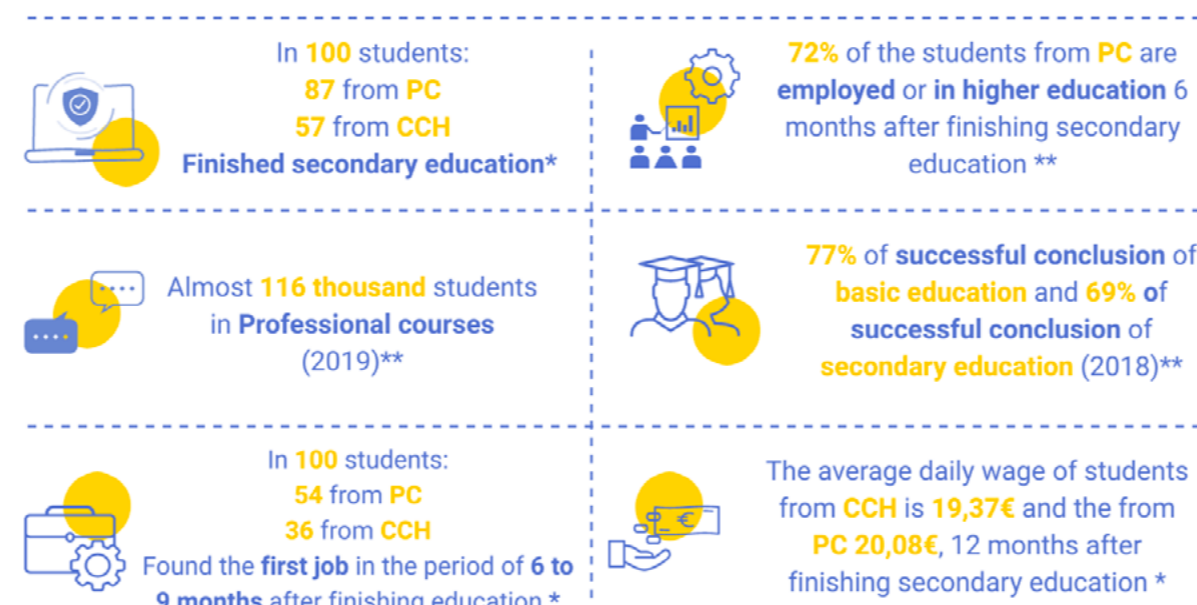 In 100 students:
87 from PC
57 from CCH
Finished secondary education*
72% of the students from PC are
employed or in higher education 6
months after finishing secondary
education **
Almost 116 thousand students
in Professional courses
(2019)**
77% of successful conclusion of
basic education and 69% of
successful conclusion of
secondary education (2018)**
In 100 students:
54 from PC
36 from CCH
Found the first job in the period of 6 to
9 months after finishing education *
The average daily wage of students
from CCH is 19,37€ and the from
PC 20,08€, 12 months after
finishing secondary education *